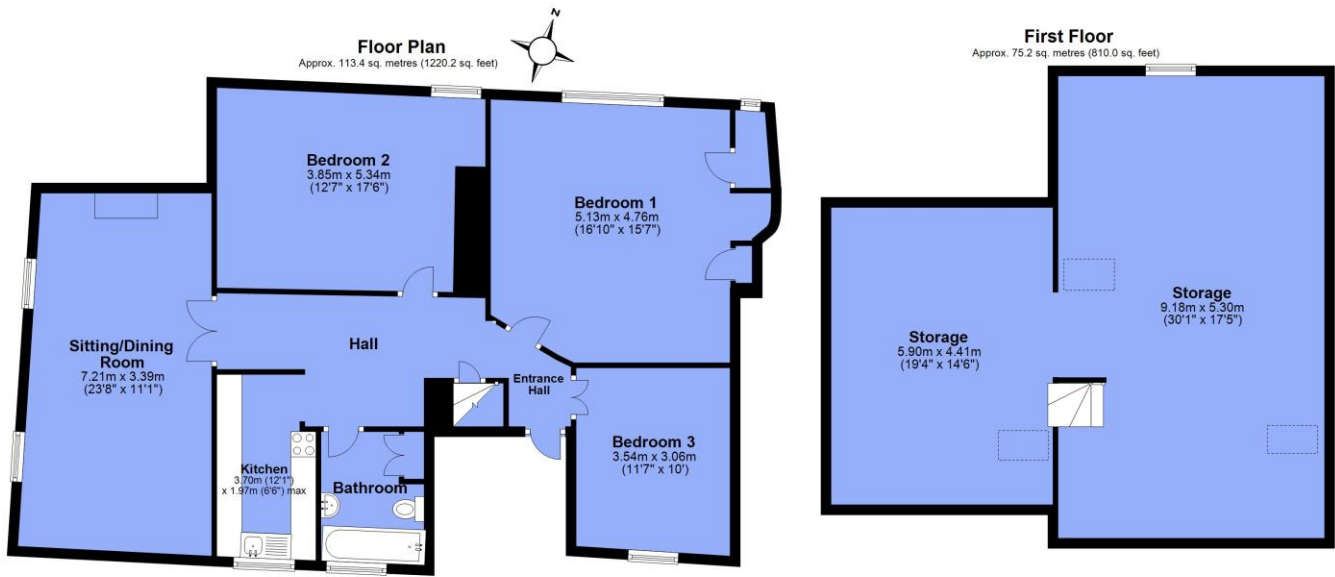 N
Floor Plan
Approx. 113.4 sq. metres (1220.2 sq. feet)
First Floor
Approx. 75.2 sq. metres (810.0 sq. feet)
Bedroom 2
3.85m x 5.34m
(12'7" x 17'6")
Bedroom 1
5.13m x 4.76m
(16'10" x 15'7")
Sitting/Dining
Room
7.21m x 3.39m
(23'8" x 11'1")
Hall
Entrance
Hall
Kitchen
3.70m (12'1")
x 1.97m (6'6") max
Bathroom
Bedroom 3
3.54m x 3.06m
(11'7" x 10')
Storage
5.90m x 4.41m
(19'4" x 14'6")
Storage
9.18m x 5.30m
(30'1" x 17'5")